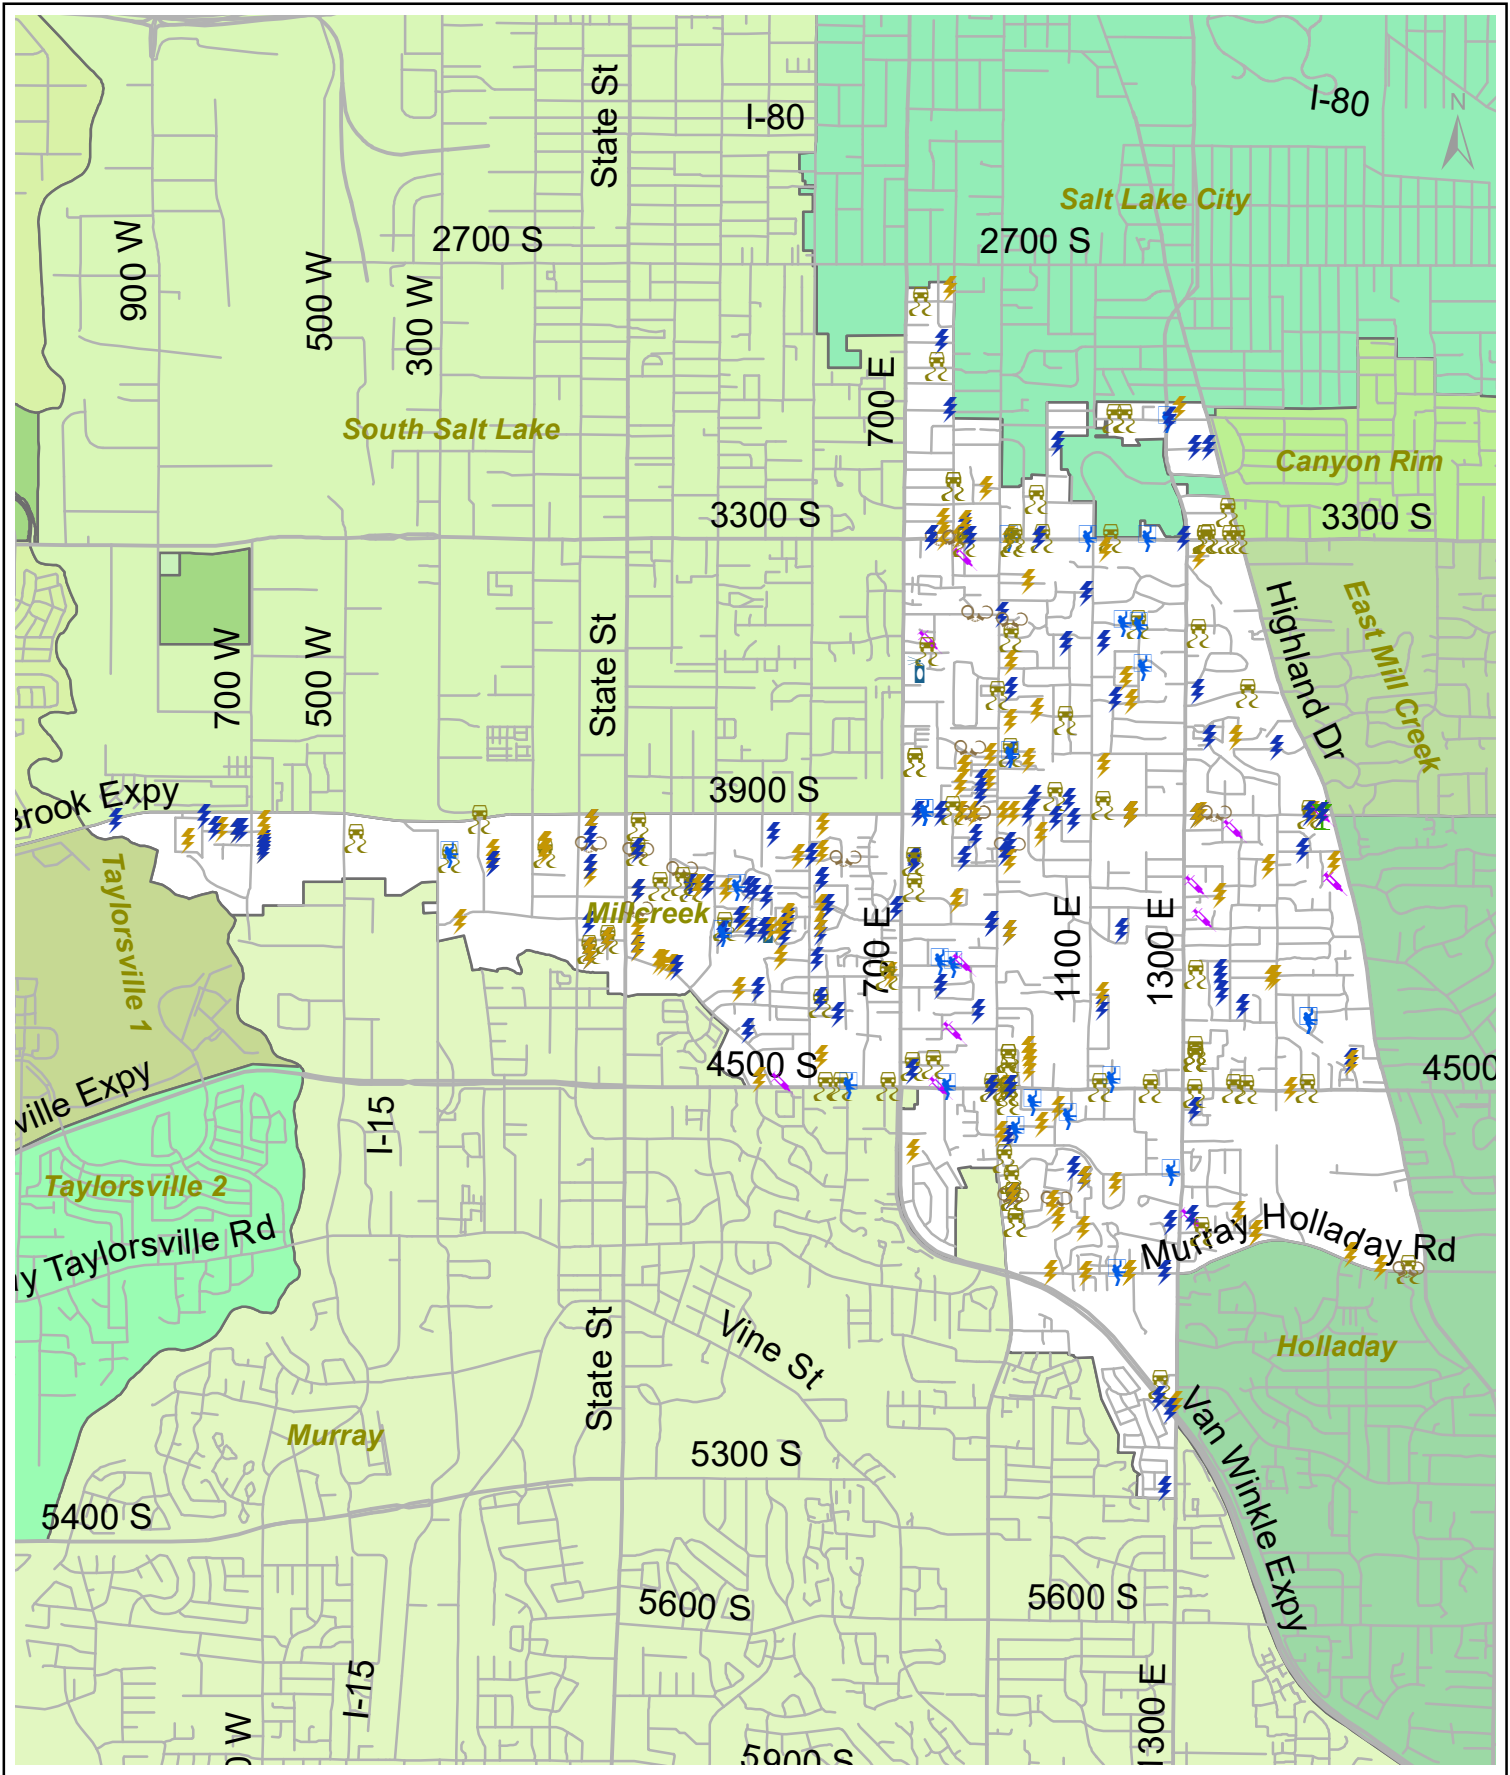 I-80
I-80
N
State St
Salt Lake City
2700 S
2700 S
900 W
500 W
300 W
700 E
South Salt Lake
Canyon Rim
3300 S
3300 S
Highland Dr
East Mill Creek
700 W
500 W
State St
3900 S
Brook Expy
Taylorsville 1
Millcreek
700 E
1100 E
1300 E
4500 S
4500
ville Expy
I-15
Taylorsville 2
Taylorsville Rd
Murray Holladay Rd
State St
Vine St
Holladay
Murray
5300 S
Van Winkle Expy
5400 S
5600 S
5600 S
I-15
1300 E
0 W
5900 S